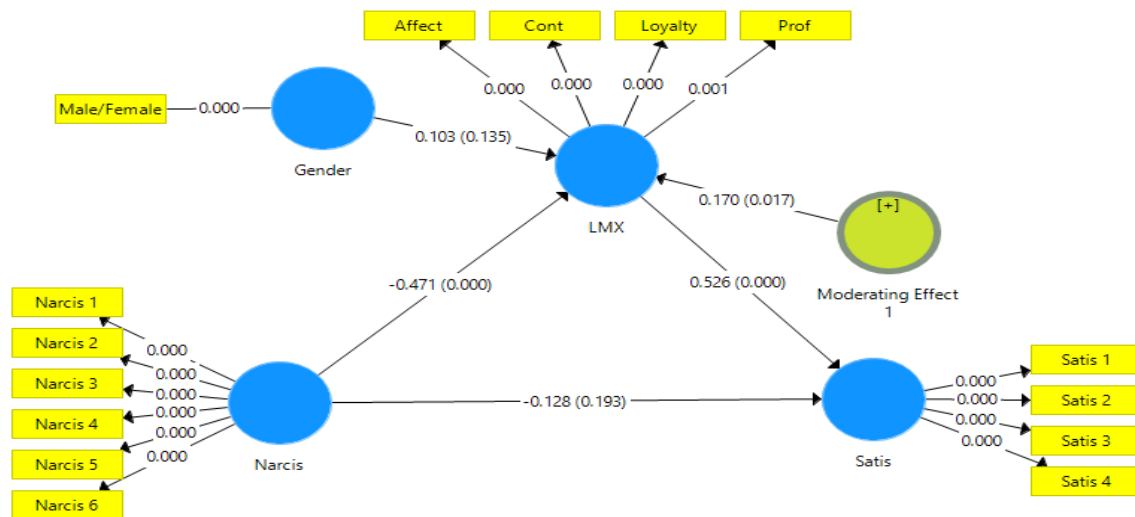 Affect
Cont
Loyalty
Prof
0.000
0.000
0.000
0.001
Male/Female
0.000
0.103 (0.135)
Gender
LMX
0.170 (0.017)
[+]
Moderating Effect
1
-0.471 (0.000)
0.526 (0.000)
Narcis 1
Narcis 2
Narcis 3
Narcis 4
Narcis 5
Narcis 6
0.000
0.000
0.000
0.000
0.000
0.000
Narcis
-0.128 (0.193)
Satis
0.000
0.000
0.000
0.000
Satis 1
Satis 2
Satis 3
Satis 4